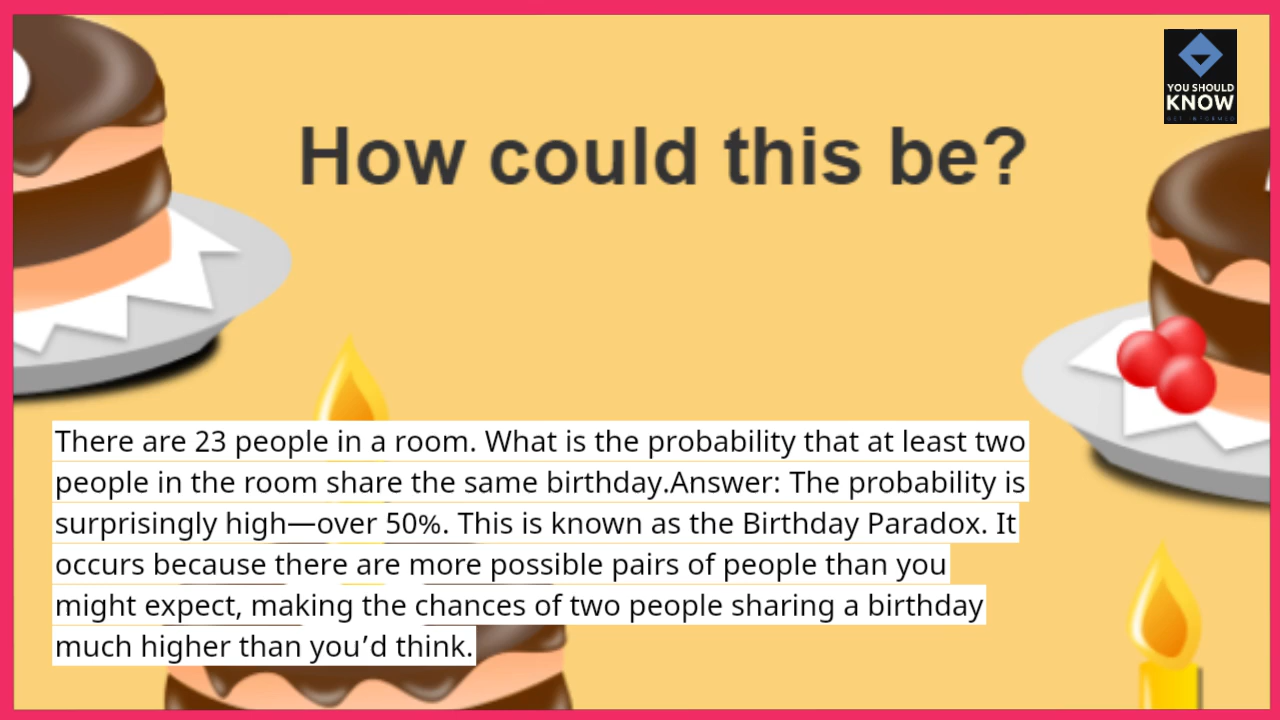 YOU SHOULD
KNOW
GET INFORMED
How could this be?
There are 23 people in a room. What is the probability that at least two
people in the room share the same birthday.Answer: The probability is
surprisingly high—over 50%. This is known as the Birthday Paradox. It
occurs because there are more possible pairs of people than you
might expect, making the chances of two people sharing a birthday
much higher than you’d think.